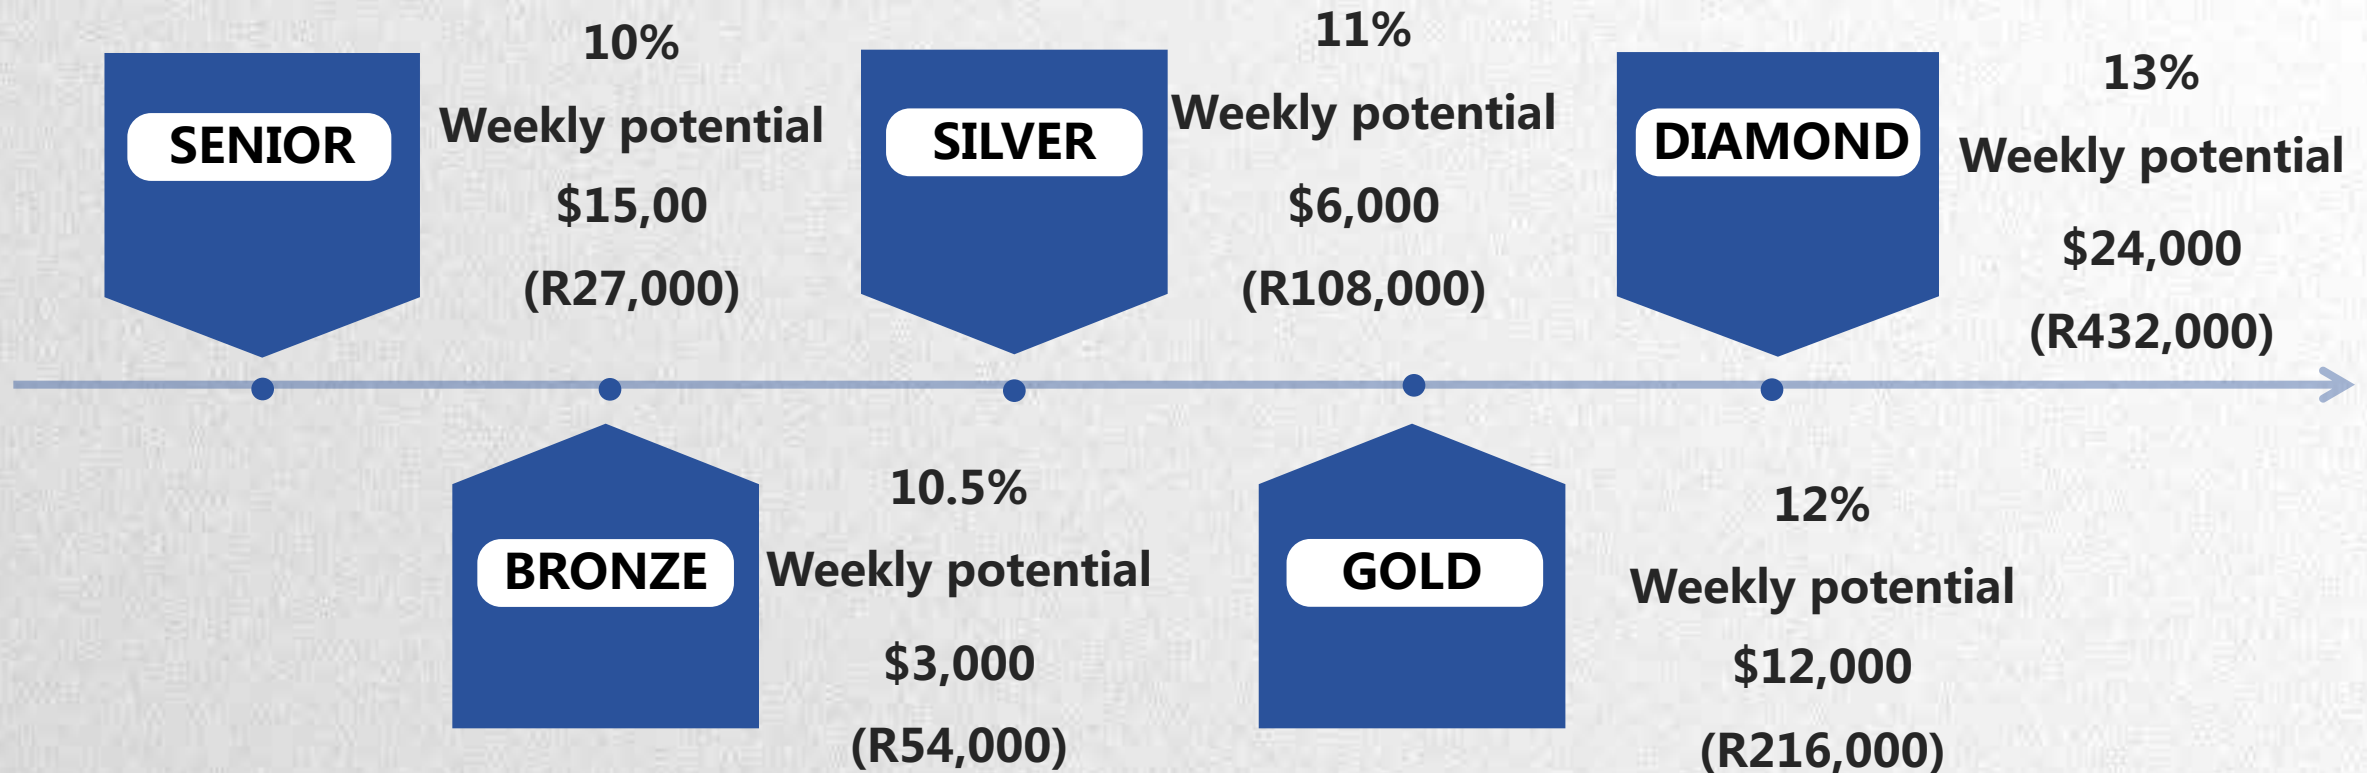 SENIOR
10%
Weekly potential
$15,00
(R27,000)
BRONZE
10.5%
Weekly potential
$3,000
(R54,000)
SILVER
11%
Weekly potential
$6,000
(R108,000)
GOLD
12%
Weekly potential
$12,000
(R216,000)
DIAMOND
13%
Weekly potential
$24,000
(R432,000)